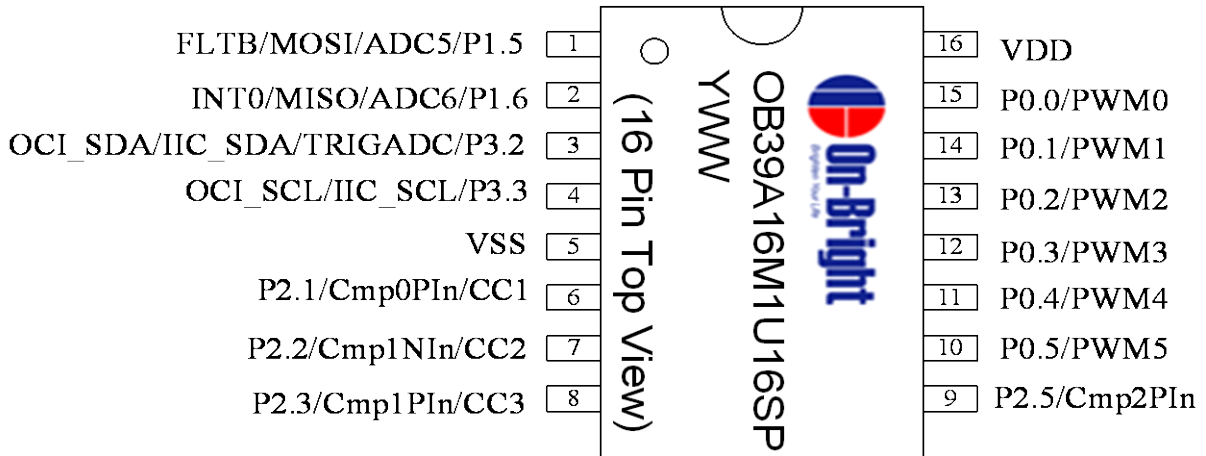 FLTB/MOSI/ADC5/P1.5 1
INT0/MISO/ADC6/P1.6 2
OCI_SDA/IIC_SDA/TRIGADC/P3.2 3
OCI_SCL/IIC_SCL/P3.3 4
VSS 5
P2.1/Cmp0PIn/CC1 6
P2.2/Cmp1NIn/CC2 7
P2.3/Cmp1PIn/CC3 8
(16 Pin Top View)
YWW
OB39A16M1U16SP
On-Bright
Brighten Your Life
16 VDD
15 P0.0/PWM0
14 P0.1/PWM1
13 P0.2/PWM2
12 P0.3/PWM3
11 P0.4/PWM4
10 P0.5/PWM5
9 P2.5/Cmp2PIn